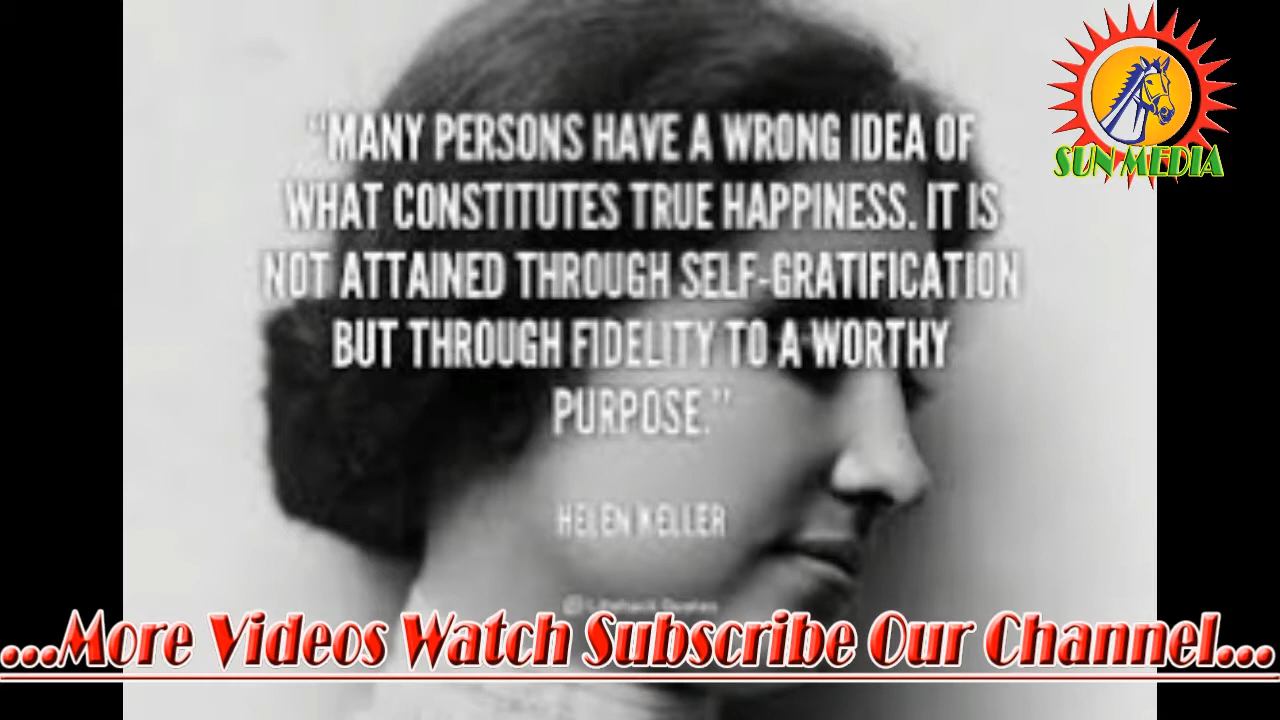 SUN MEDIA
“MANY PERSONS HAVE A WRONG IDEA OF
WHAT CONSTITUTES TRUE HAPPINESS. IT IS
NOT ATTAINED THROUGH SELF-GRATIFICATION
BUT THROUGH FIDELITY TO A WORTHY
PURPOSE.”
HELEN KELLER
...More Videos Watch Subscribe Our Channel...